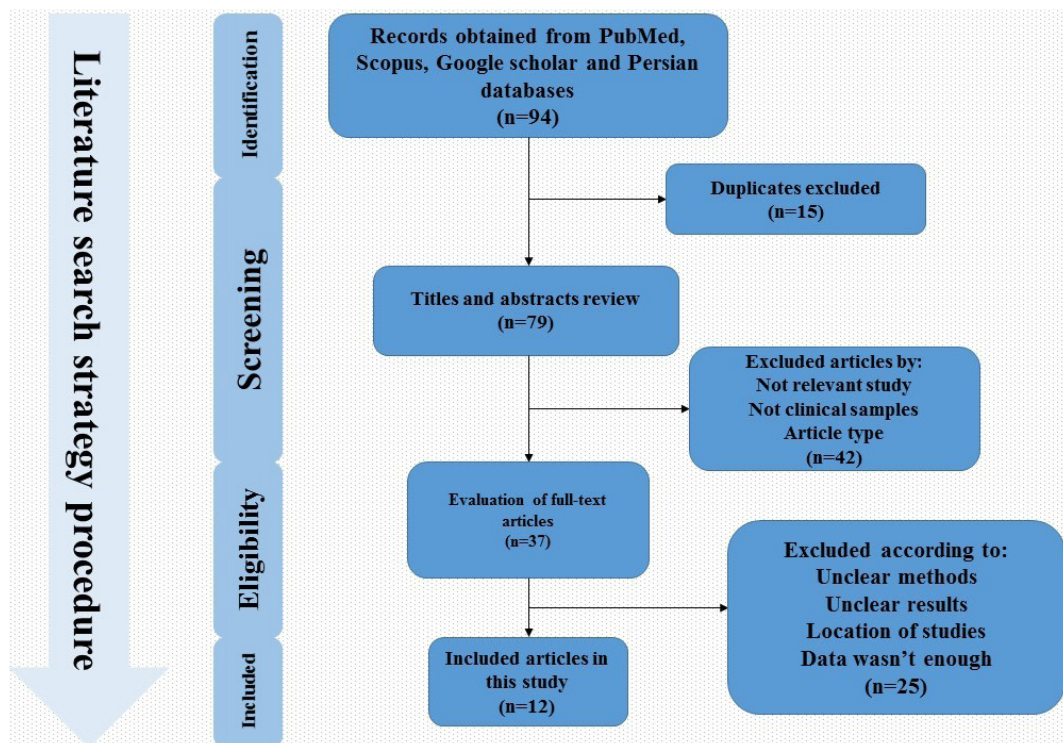 Literature search strategy procedure
Identification
Records obtained from PubMed,
Scopus, Google scholar and Persian
databases
(n=94)
Duplicates excluded
(n=15)
Screening
Titles and abstracts review
(n=79)
Excluded articles by:
Not relevant study
Not clinical samples
Article type
(n=42)
Eligibility
Evaluation of full-text
articles
(n=37)
Excluded according to:
Unclear methods
Unclear results
Location of studies
Data wasn't enough
(n=25)
Included
Included articles in
this study
(n=12)